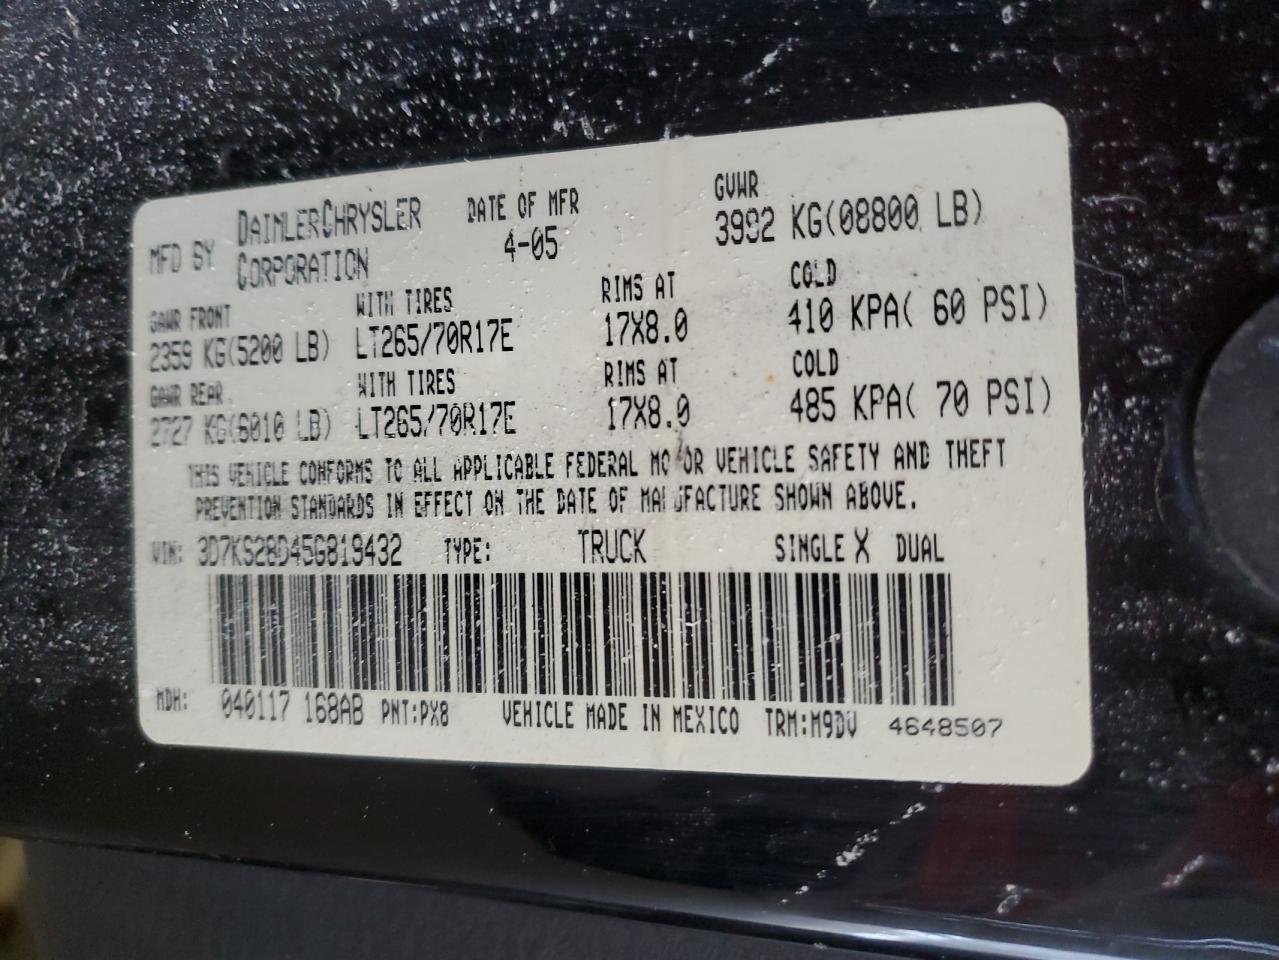 MFD BY DAIMLERCHRYSLER CORPORATION DATE OF MFR 4-05 GVWR 3992 KG(08800 LB)
GAWR FRONT WITH TIRES RIMS AT COLD
2359 KG(5200 LB) LT265/70R17E 17X8.0 410 KPA( 60 PSI)
GAWR REAR WITH TIRES RIMS AT COLD
2727 KG(6010 LB) LT265/70R17E 17X8.0 485 KPA( 70 PSI)
THIS VEHICLE CONFORMS TO ALL APPLICABLE FEDERAL MOTOR VEHICLE SAFETY AND THEFT
PREVENTION STANDARDS IN EFFECT ON THE DATE OF MANUFACTURE SHOWN ABOVE.
VIN: 3D7KS28D45G819432 TYPE: TRUCK SINGLE X DUAL
MDH: 040117 168AB PNT:PX8 VEHICLE MADE IN MEXICO TRM:M9DV 4648507